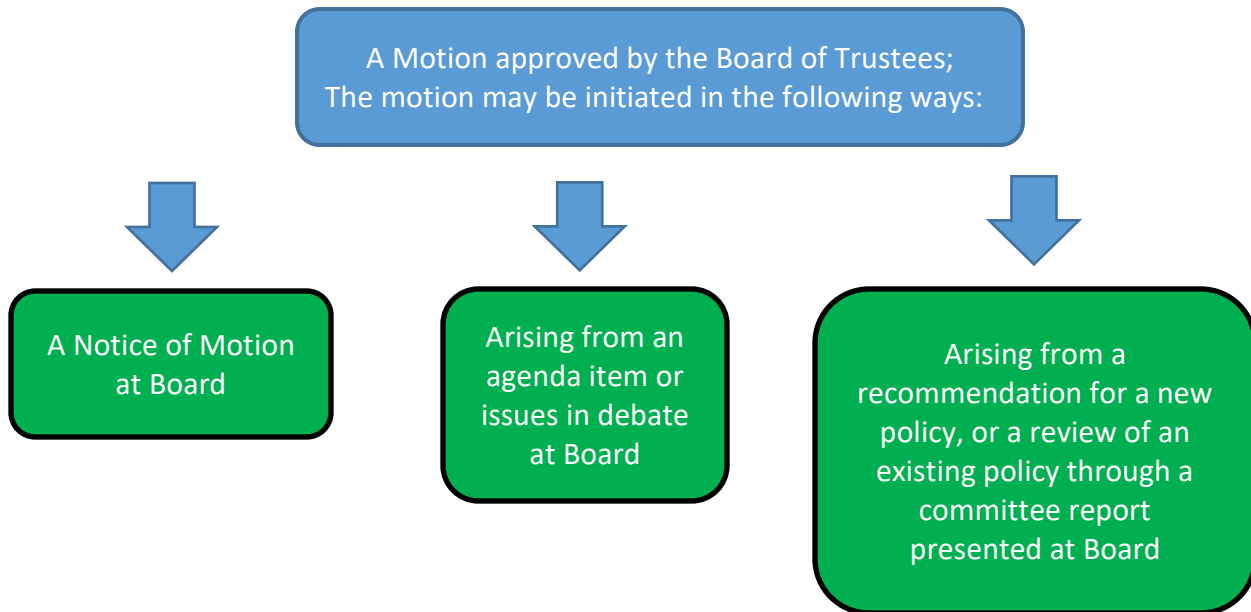 A Motion approved by the Board of Trustees;
The motion may be initiated in the following ways:
A Notice of Motion
at Board
Arising from an
agenda item or
issues in debate
at Board
Arising from a
recommendation for a new
policy, or a review of an
existing policy through a
committee report
presented at Board